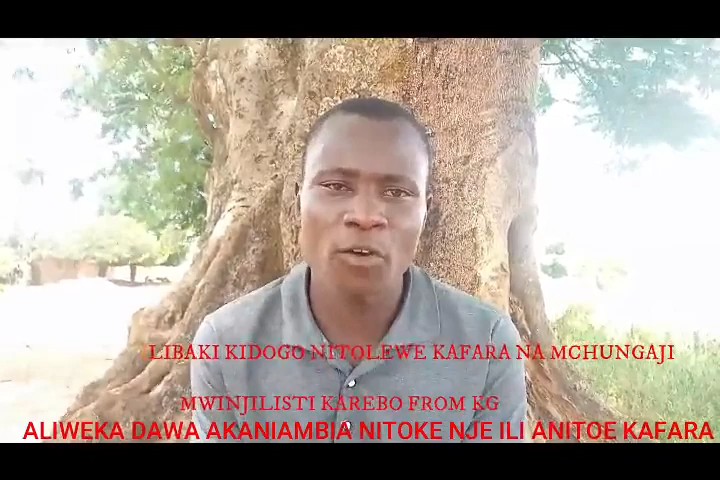 LIBAKI KIDOGO NITOLEWE KAFARA NA MCHUNGAJI
MWINJILISTI KAREBO FROM KG
ALIWEKA DAWA AKANIAMBIA NITOKE NJE ILI ANITOE KAFARA